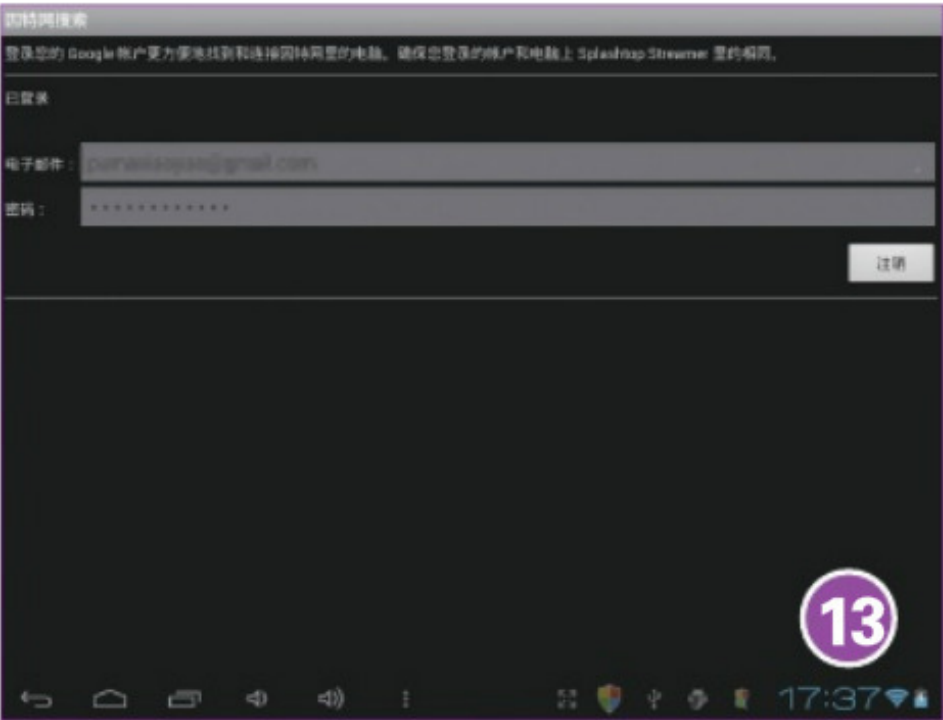 因特网搜索
登录您的 Google 帐户更方便地找到和连接因特网里的电脑。确保您登录的帐户和电脑上 Splashtop Streamer 里的相同。
已登录
电子邮件： @gmail.com
密码： ************
注销
13
17:37